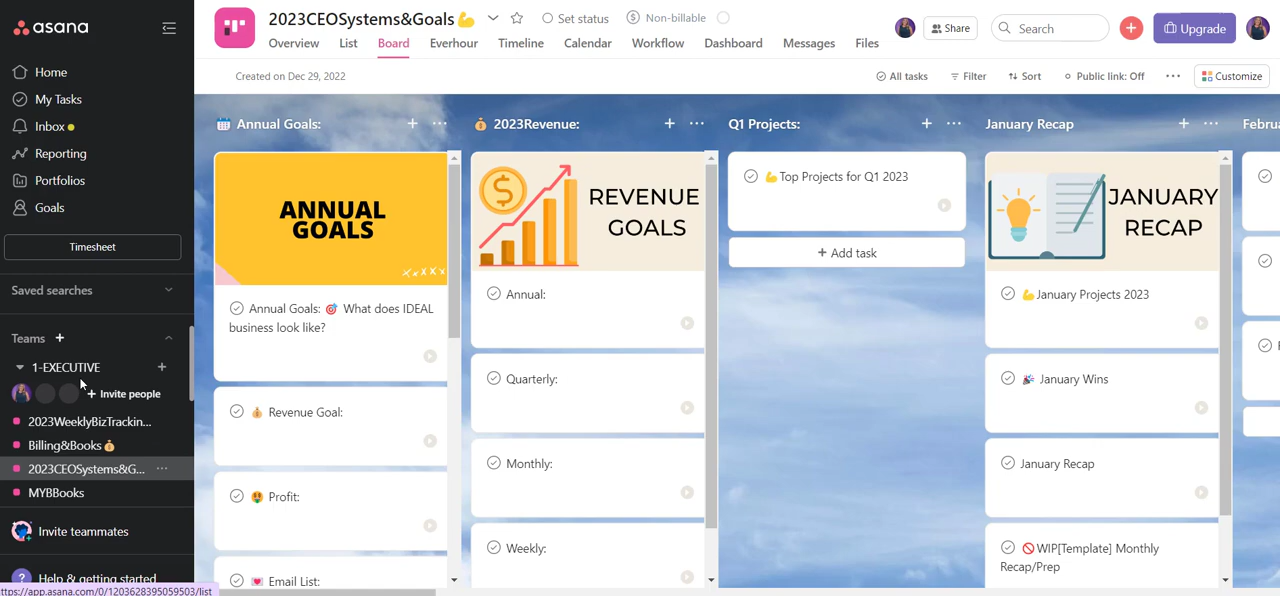 asana
Home
My Tasks
Inbox
Reporting
Portfolios
Goals
Timesheet
Saved searches
Teams +
1-EXECUTIVE +
+ Invite people
2023WeeklyBizTrackin...
Billing&Books💰
2023CEOSystems&G... ...
MYBBooks
Invite teammates
? Help & getting started
ttps://app.asana.com/0/1203628395059503/list
2023CEOSystems&Goals💪
Set status
$ Non-billable
Share
Search
Upgrade
Overview List Board Everhour Timeline Calendar Workflow Dashboard Messages Files
Created on Dec 29, 2022
All tasks
Filter
Sort
Public link: Off
...
Customize
🗓️ Annual Goals: + ...
ANNUAL
GOALS
Annual Goals: 🎯 What does IDEAL
business look like?
💰 Revenue Goal:
🤑 Profit:
💌 Email List:
💰 2023Revenue: + ...
$
REVENUE
GOALS
Annual:
Quarterly:
Monthly:
Weekly:
Q1 Projects: + ...
💪Top Projects for Q1 2023
+ Add task
January Recap + ...
JANUARY
RECAP
💪January Projects 2023
🎉 January Wins
January Recap
🚫WIP[Template] Monthly
Recap/Prep